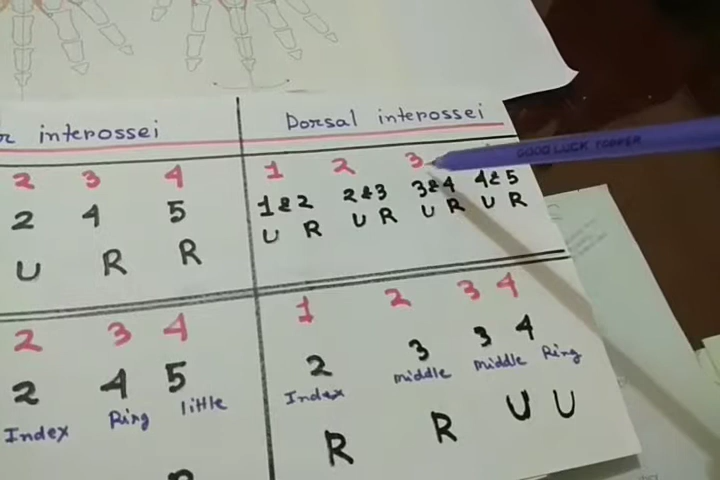 interossei Dorsal interossei
2 3 4 1 2 3
2 4 5 1&2 2&3 3&4 4&5
U R R U R U R U R U R
GOOD LUCK TOPPER
2 3 4 1 2 3 4
2 4 5 2 3 3 4
Index Ring little Index middle Middle Ring
R R U U